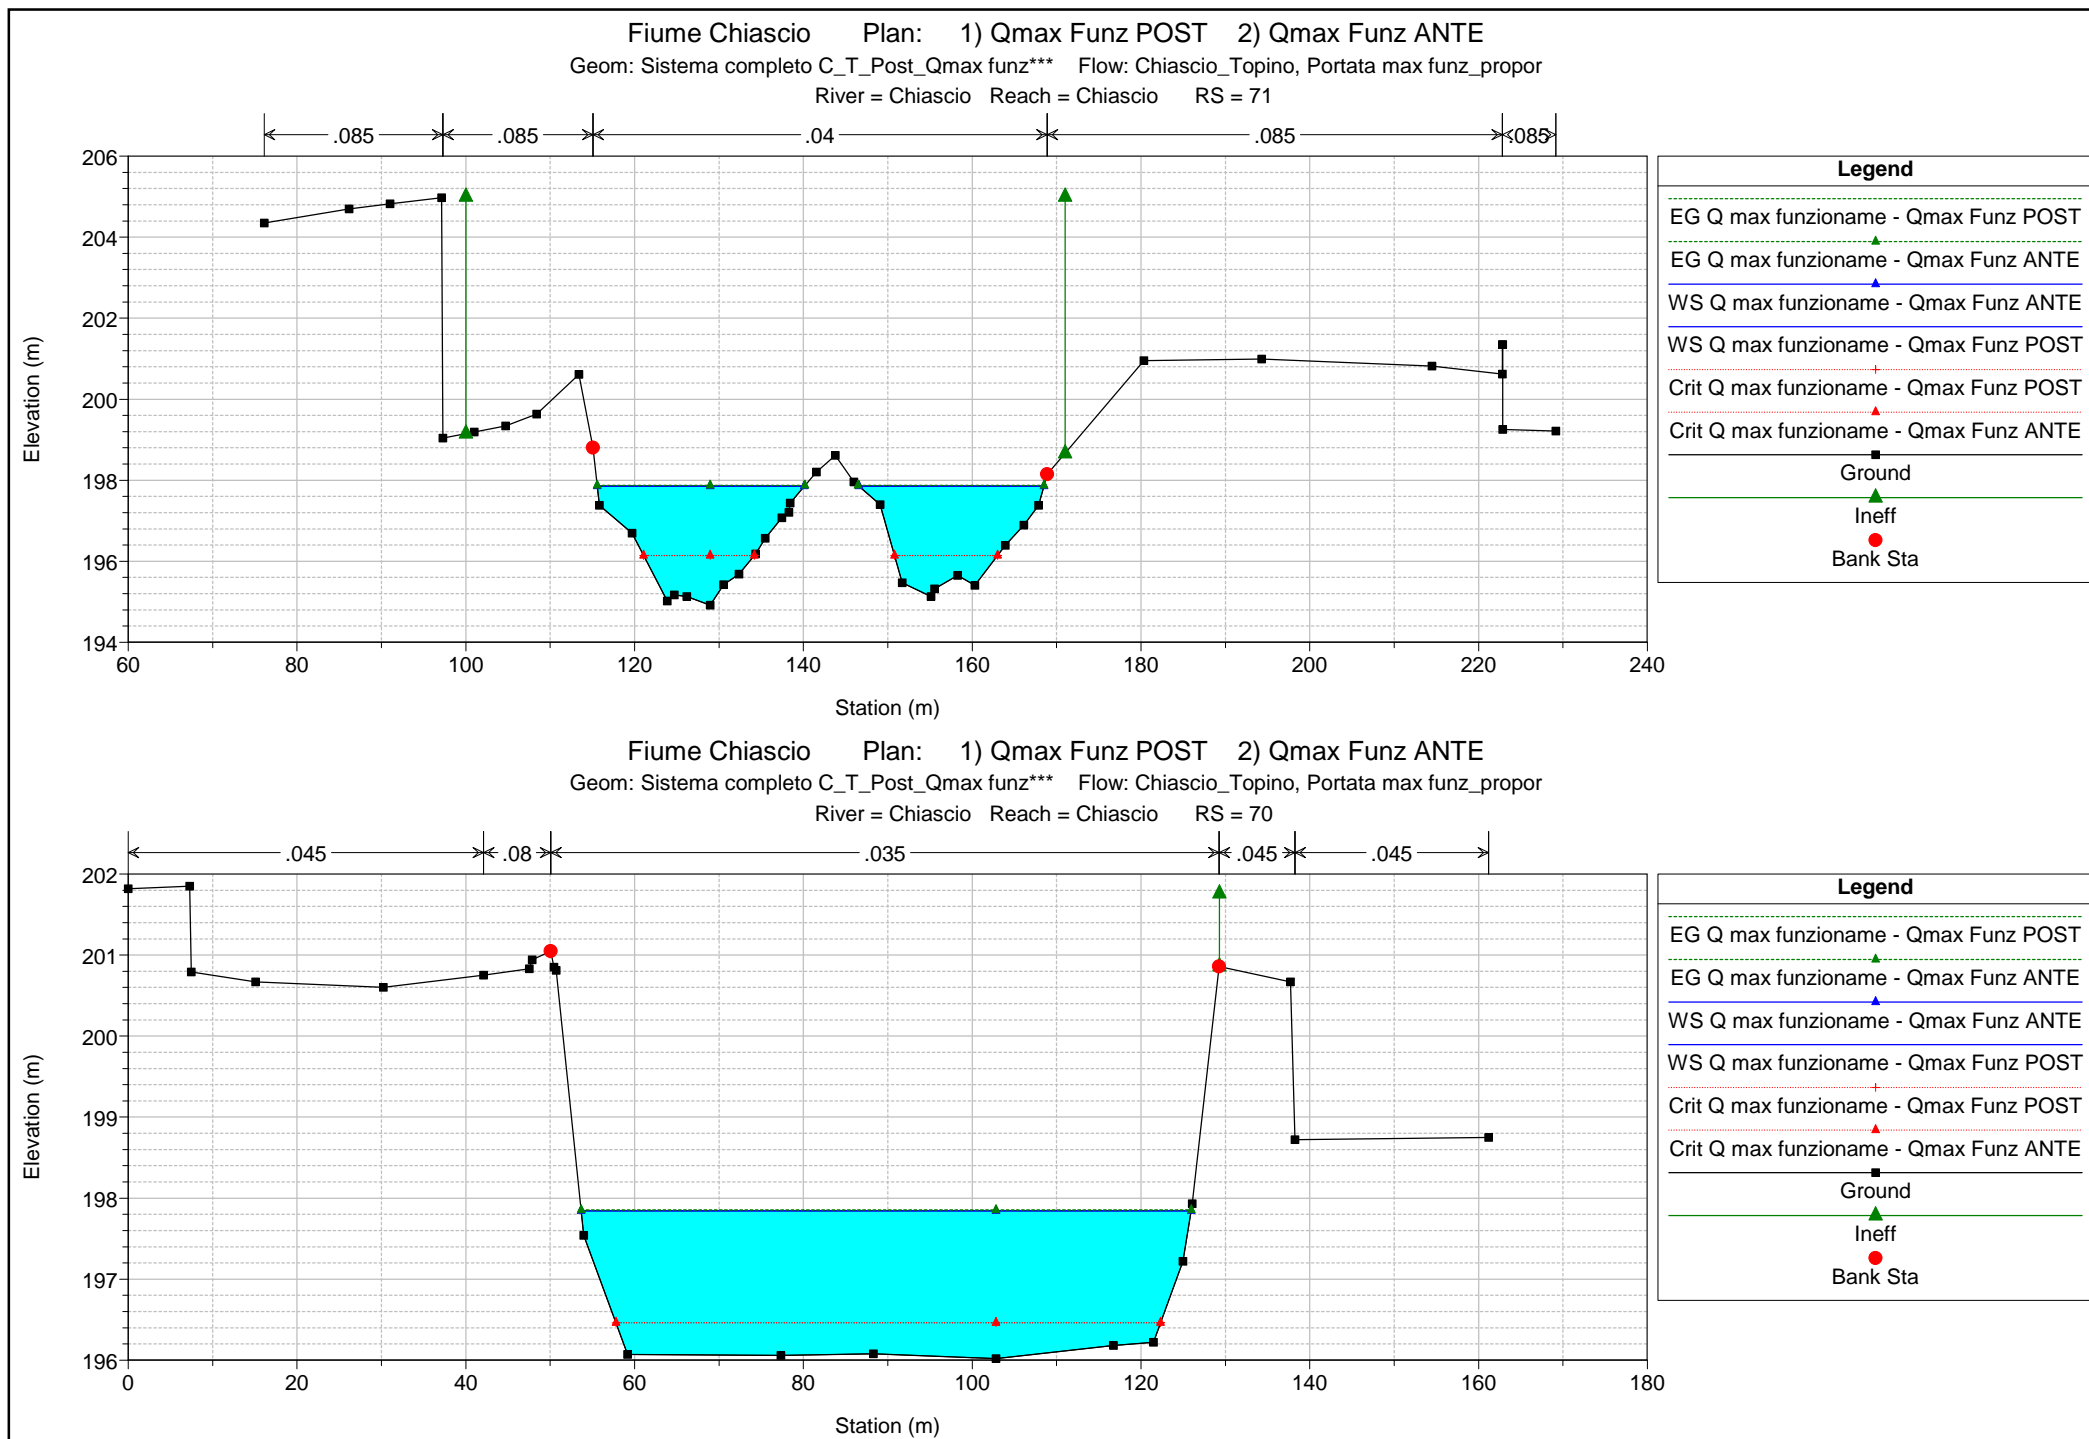 Fiume Chiascio Plan: 1) Qmax Funz POST 2) Qmax Funz ANTE
Geom: Sistema completo C_T_Post_Qmax funz*** Flow: Chiascio_Topino, Portata max funz_propor
River = Chiascio Reach = Chiascio RS = 71
.085 .085 .04 .085 .085
206
204
202
200
198
196
194
Elevation (m)
60 80 100 120 140 160 180 200 220 240
Station (m)
Legend
EG Q max funzioname - Qmax Funz POST
EG Q max funzioname - Qmax Funz ANTE
WS Q max funzioname - Qmax Funz ANTE
WS Q max funzioname - Qmax Funz POST
Crit Q max funzioname - Qmax Funz POST
Crit Q max funzioname - Qmax Funz ANTE
Ground
Ineff
Bank Sta
Fiume Chiascio Plan: 1) Qmax Funz POST 2) Qmax Funz ANTE
Geom: Sistema completo C_T_Post_Qmax funz*** Flow: Chiascio_Topino, Portata max funz_propor
River = Chiascio Reach = Chiascio RS = 70
.045 .08 .035 .045 .045
202
201
200
199
198
197
196
Elevation (m)
0 20 40 60 80 100 120 140 160 180
Station (m)
Legend
EG Q max funzioname - Qmax Funz POST
EG Q max funzioname - Qmax Funz ANTE
WS Q max funzioname - Qmax Funz ANTE
WS Q max funzioname - Qmax Funz POST
Crit Q max funzioname - Qmax Funz POST
Crit Q max funzioname - Qmax Funz ANTE
Ground
Ineff
Bank Sta